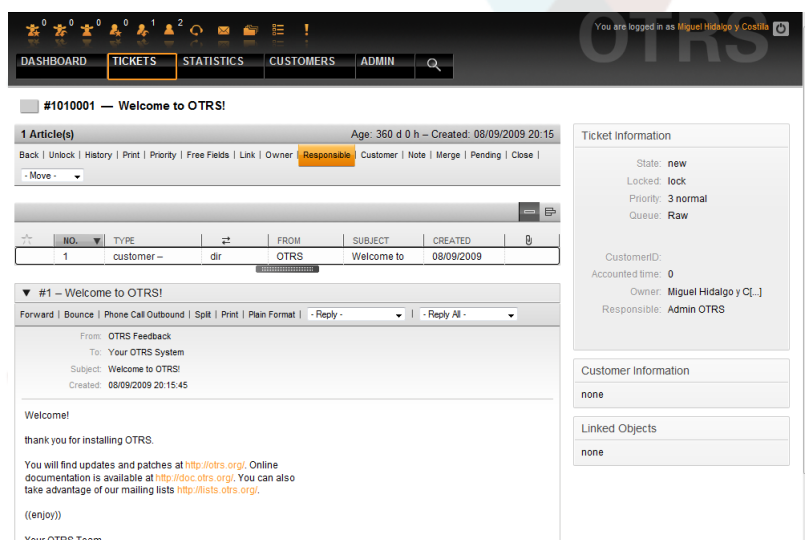 0 0 0 0 1 2
You are logged in as Miguel Hidalgo y Costilla
OTRS
DASHBOARD TICKETS STATISTICS CUSTOMERS ADMIN
#1010001 — Welcome to OTRS!
1 Article(s) Age: 360 d 0 h – Created: 08/09/2009 20:15
Back | Unlock | History | Print | Priority | Free Fields | Link | Owner | Responsible | Customer | Note | Merge | Pending | Close |
- Move -
NO. ▼ TYPE FROM SUBJECT CREATED
1 customer – dir OTRS Welcome to 08/09/2009
▼ #1 – Welcome to OTRS!
Forward | Bounce | Phone Call Outbound | Split | Print | Plain Format | - Reply - | - Reply All -
From: OTRS Feedback
To: Your OTRS System
Subject: Welcome to OTRS!
Created: 08/09/2009 20:15:45
Welcome!
thank you for installing OTRS.
You will find updates and patches at http://otrs.org/. Online
documentation is available at http://doc.otrs.org/. You can also
take advantage of our mailing lists http://lists.otrs.org/.
((enjoy))
Your OTRS Team
Ticket Information
State: new
Locked: lock
Priority: 3 normal
Queue: Raw
CustomerID:
Accounted time: 0
Owner: Miguel Hidalgo y C[...]
Responsible: Admin OTRS
Customer Information
none
Linked Objects
none